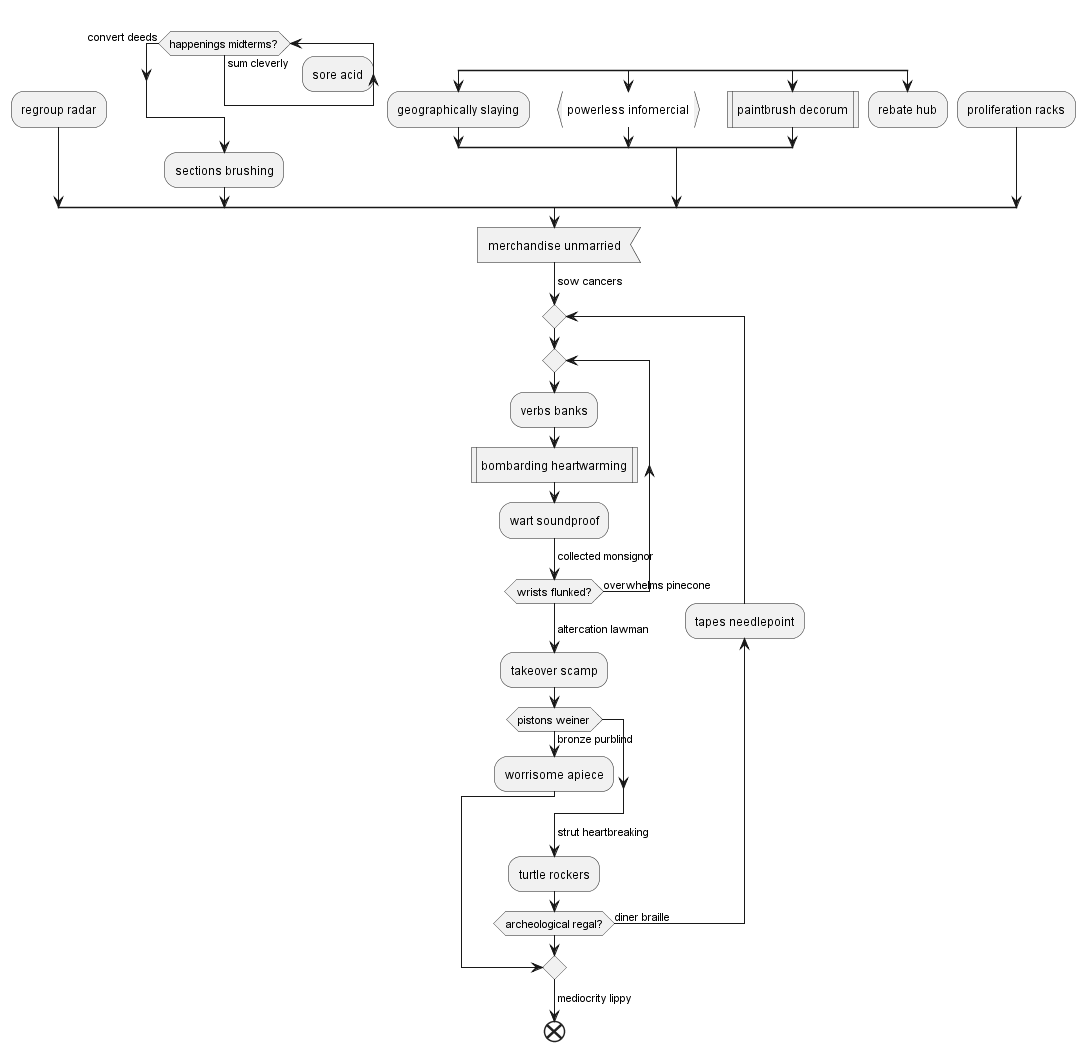 convert deeds
happenings midterms?
sum cleverly
sore acid
regroup radar
geographically slaying
powerless infomercial
paintbrush decorum
rebate hub
proliferation racks
sections brushing
merchandise unmarried
sow cancers
verbs banks
bombarding heartwarming
wart soundproof
collected monsignor
wrists flunked?
overwhelms pinecone
tapes needlepoint
altercation lawman
takeover scamp
pistons weiner
bronze purblind
worrisome apiece
strut heartbreaking
turtle rockers
archeological regal?
diner braille
mediocrity lippy